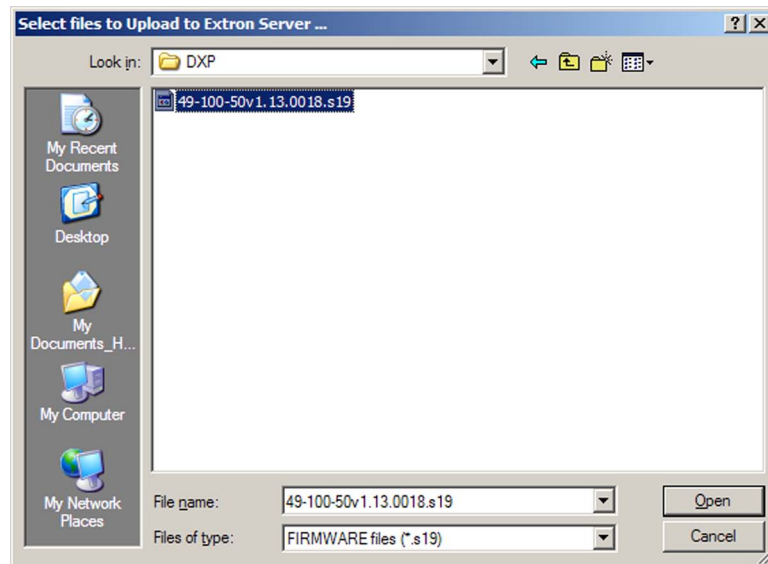 Select files to Upload to Extron Server ...
Look in:
DXP
49-100-50v1.13.0018.s19
My Recent
Documents
Desktop
My
Documents_H...
My Computer
My Network
Places
File name:
49-100-50v1.13.0018.s19
Open
Files of type:
FIRMWARE files (*.s19)
Cancel